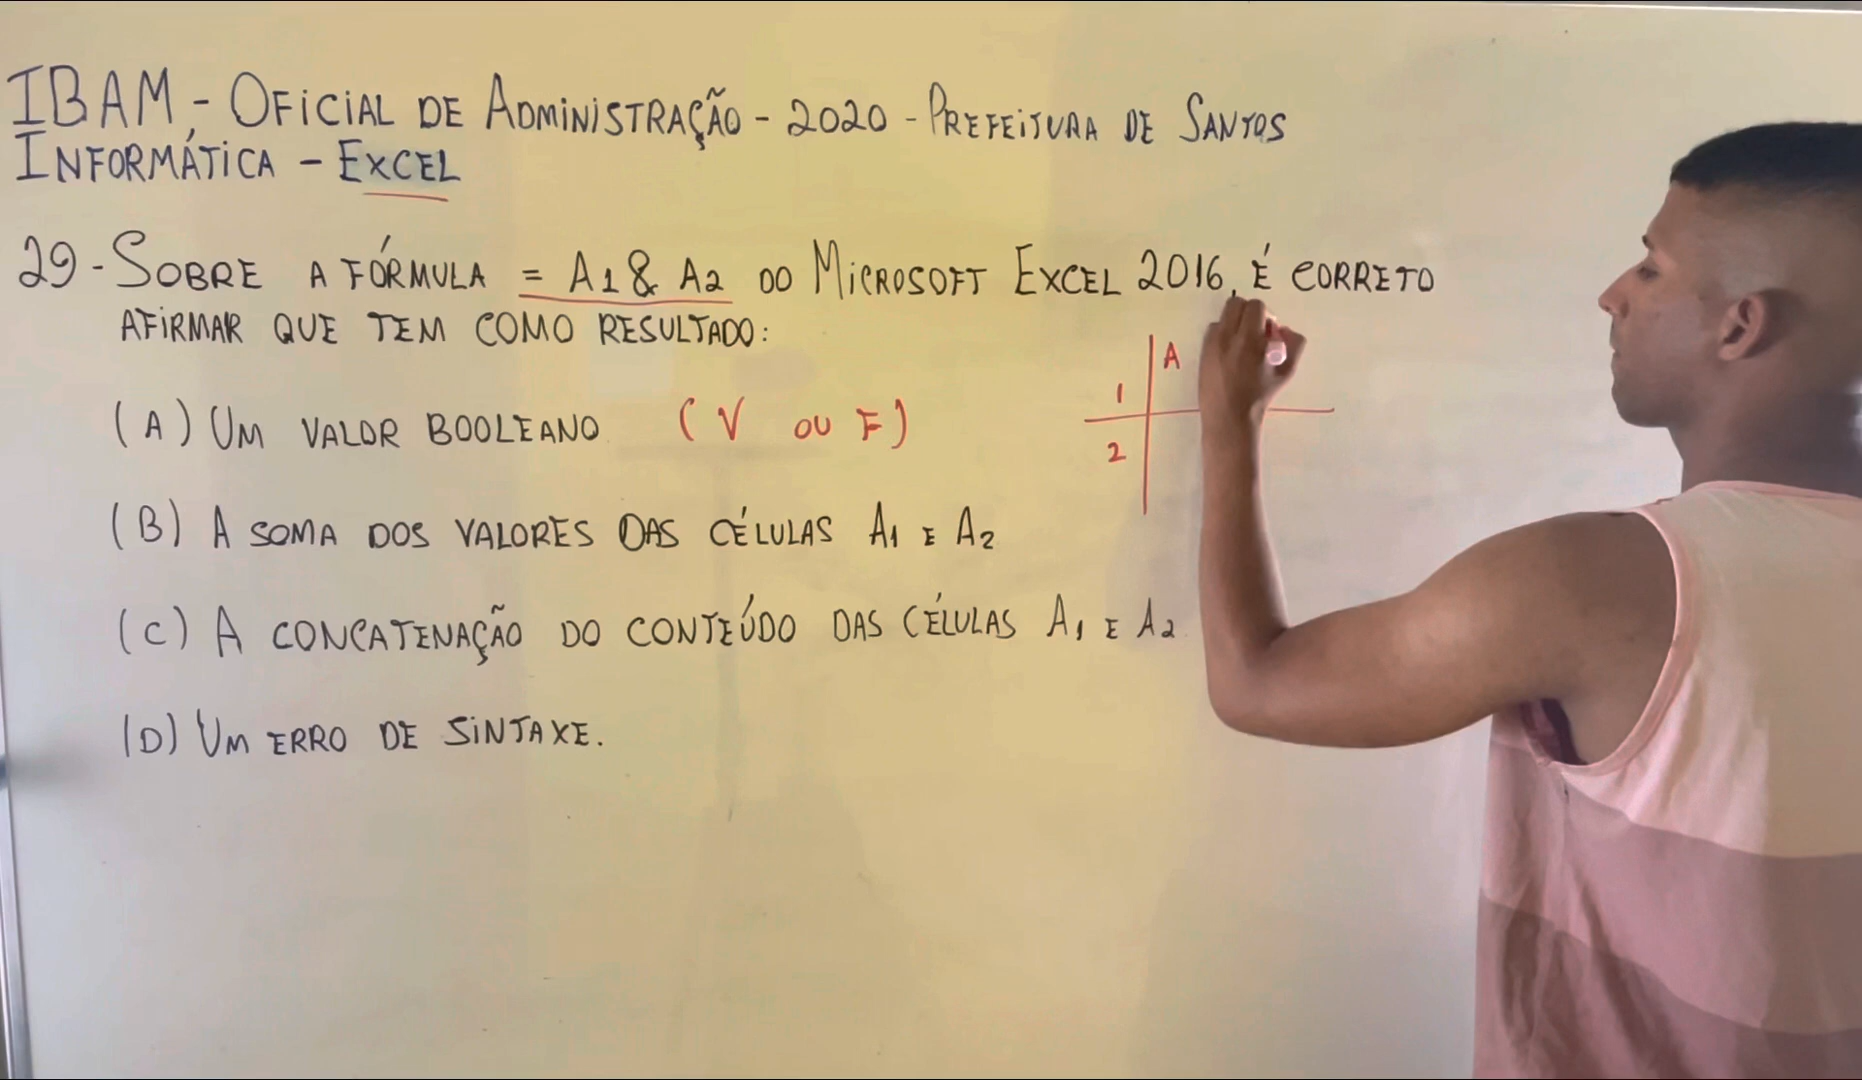 IBAM - OFICIAL DE ADMINISTRAÇÃO - 2020 - PREFEITURA DE SANTOS
INFORMÁTICA - EXCEL
29 - SOBRE A FÓRMULA = A1 & A2 DO MICROSOFT EXCEL 2016, É CORRETO
AFIRMAR QUE TEM COMO RESULTADO:
(A) UM VALOR BOOLEANO (V OU F)
(B) A SOMA DOS VALORES DAS CÉLULAS A1 E A2
(C) A CONCATENAÇÃO DO CONTEÚDO DAS CÉLULAS A1 E A2
(D) UM ERRO DE SINTAXE.
A
1
2